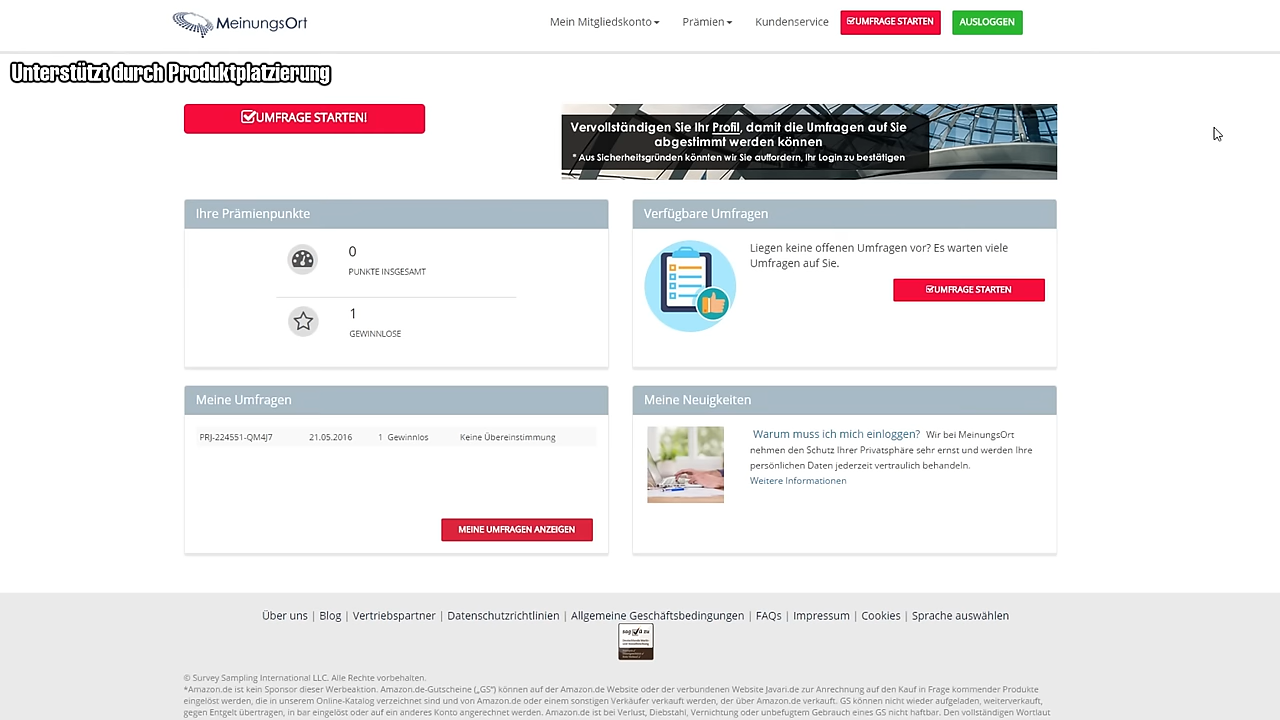 MeinungsOrt
Mein Mitgliedskonto
Prämien
Kundenservice
UMFRAGE STARTEN
AUSLOGGEN
Unterstützt durch Produktplatzierung
UMFRAGE STARTEN!
Vervollständigen Sie Ihr Profil, damit die Umfragen auf Sie
abgestimmt werden können
* Aus Sicherheitsgründen könnten wir Sie auffordern, Ihr Login zu bestätigen
Ihre Prämienpunkte
0
PUNKTE INSGESAMT
1
GEWINNLOSE
Verfügbare Umfragen
Liegen keine offenen Umfragen vor? Es warten viele
Umfragen auf Sie.
UMFRAGE STARTEN
Meine Umfragen
PRJ-224551-QM4J7 21.05.2016 1 Gewinnlos Keine Übereinstimmung
MEINE UMFRAGEN ANZEIGEN
Meine Neuigkeiten
Warum muss ich mich einloggen? Wir bei MeinungsOrt
nehmen den Schutz Ihrer Privatsphäre sehr ernst und werden Ihre
persönlichen Daten jederzeit vertraulich behandeln.
Weitere Informationen
Über uns | Blog | Vertriebspartner | Datenschutzrichtlinien | Allgemeine Geschäftsbedingungen | FAQs | Impressum | Cookies | Sprache auswählen
© Survey Sampling International LLC. Alle Rechte vorbehalten.
*Amazon.de ist kein Sponsor dieser Werbeaktion. Amazon.de-Gutscheine („GS") können auf der Amazon.de Website oder der verbundenen Website Javari.de zur Anrechnung auf den Kauf in Frage kommender Produkte
eingelöst werden, die in unserem Online-Katalog verzeichnet sind und von Amazon.de oder einem sonstigen Verkäufer verkauft werden, der über Amazon.de verkauft. GS können nicht wieder aufgeladen, weiterverkauft,
gegen Entgelt übertragen, in bar eingelöst oder auf ein anderes Konto angerechnet werden. Amazon.de ist bei Verlust, Diebstahl, Vernichtung oder unbefugtem Gebrauch eines GS nicht haftbar. Den vollständigen Wortlaut